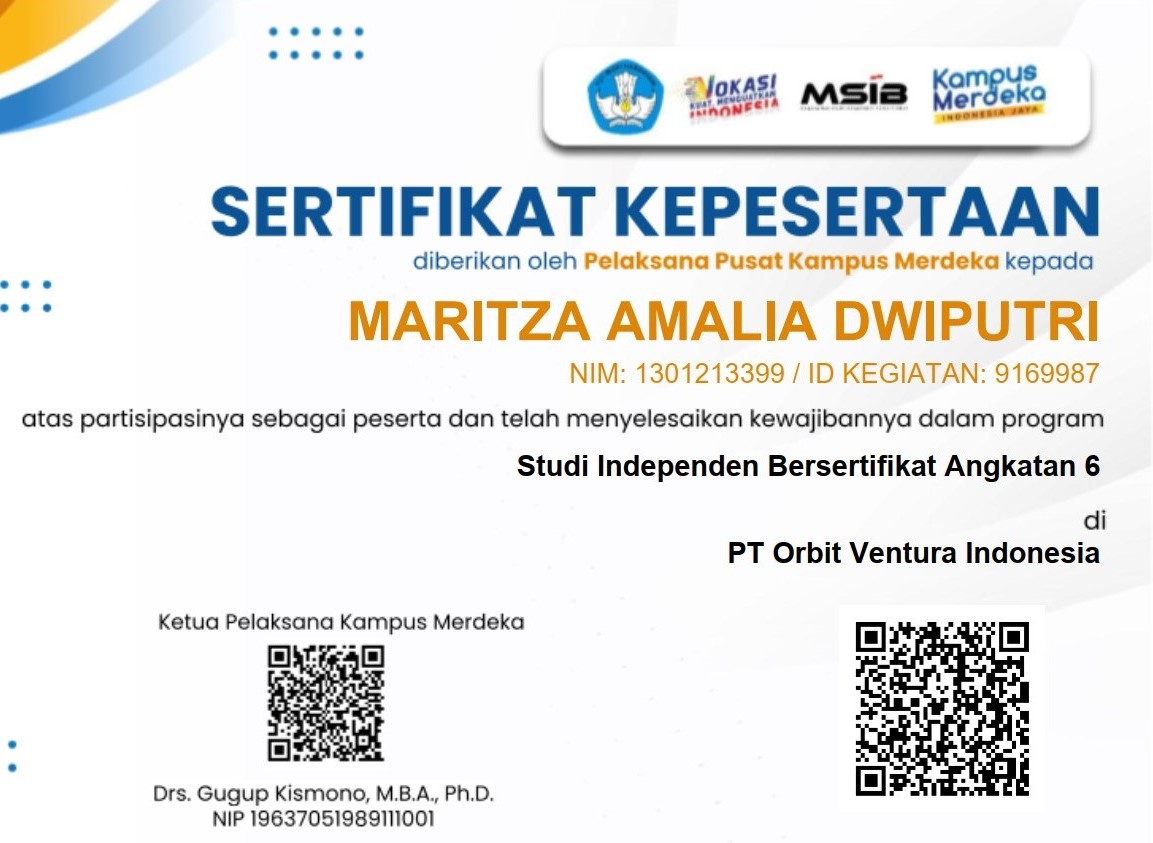 VOKASI
KUAT, MENGUATKAN
INDONESIA
MSIB
Kampus
Merdeka
INDONESIA JAYA
SERTIFIKAT KEPESERTAAN
diberikan oleh Pelaksana Pusat Kampus Merdeka kepada
MARITZA AMALIA DWIPUTRI
NIM: 1301213399 / ID KEGIATAN: 9169987
atas partisipasinya sebagai peserta dan telah menyelesaikan kewajibannya dalam program
Studi Independen Bersertifikat Angkatan 6
di
PT Orbit Ventura Indonesia
Ketua Pelaksana Kampus Merdeka
Drs. Gugup Kismono, M.B.A., Ph.D.
NIP 19637051989111001